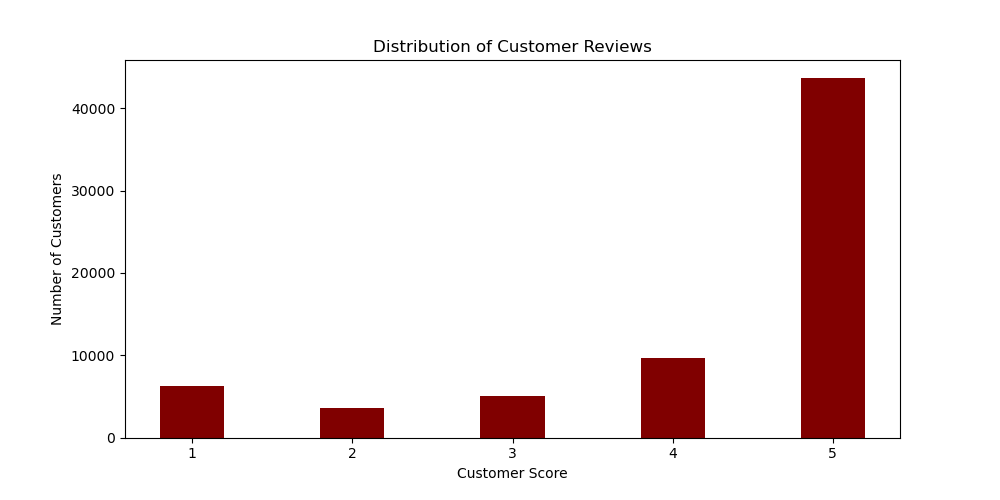 Distribution of Customer Reviews
Number of Customers
40000
30000
20000
10000
0
1 2 3 4 5
Customer Score